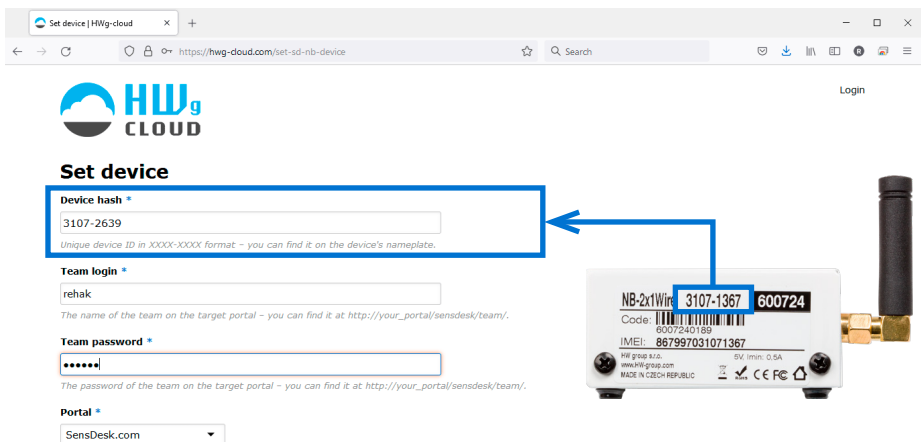 Set device | HWg-cloud
https://hwg-cloud.com/set-sd-nb-device
Search
Login
HWg
CLOUD
Set device
Device hash *
3107-2639
Unique device ID in XXXX-XXXX format – you can find it on the device's nameplate.
Team login *
rehak
The name of the team on the target portal – you can find it at http://your_portal/sensdesk/team/.
Team password *
••••••
The password of the team on the target portal – you can find it at http://your_portal/sensdesk/team/.
Portal *
SensDesk.com
NB-2x1Wire 3107-1367 600724
Code:
6007240189
IMEI: 867997031071367
HW group s.r.o. 5V, Imin: 0.5A
www.HW-group.com
MADE IN CZECH REPUBLIC
CE FC